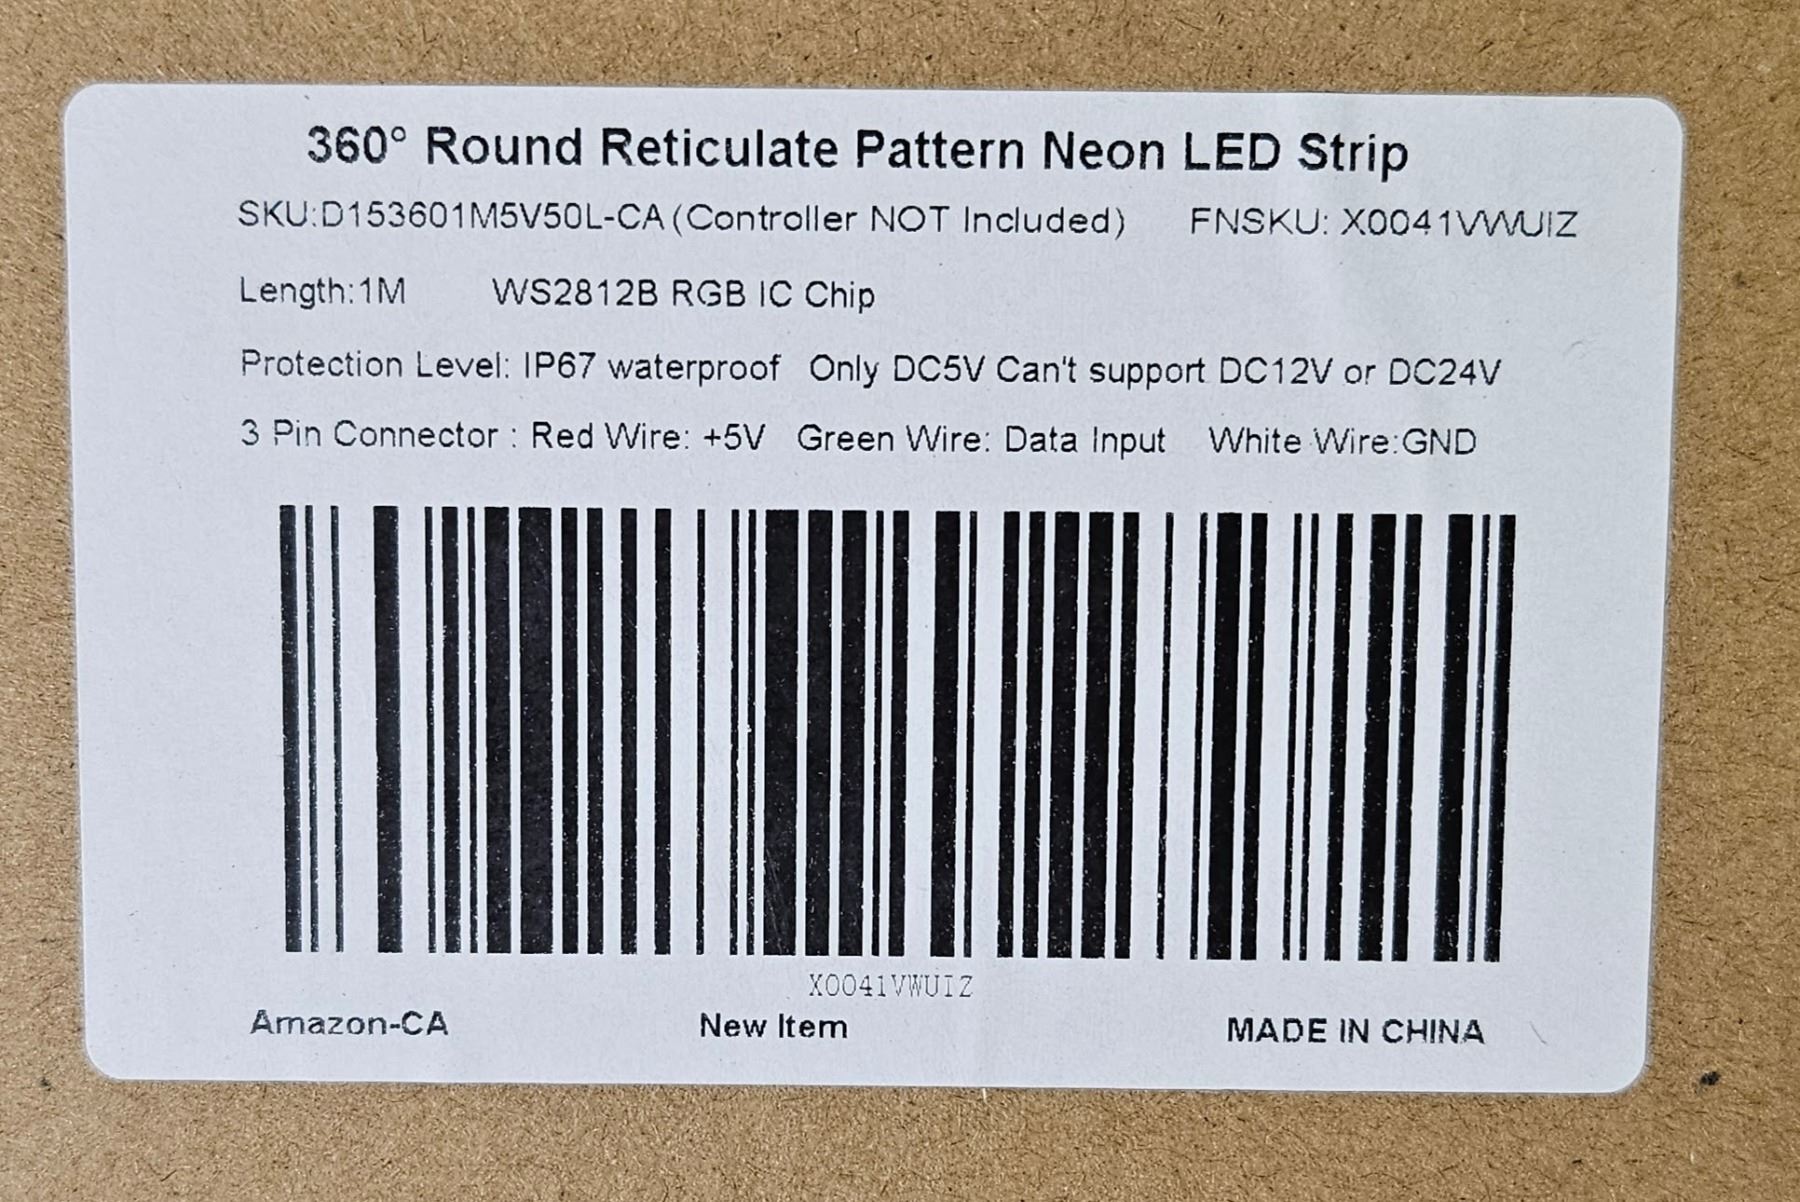 360° Round Reticulate Pattern Neon LED Strip
SKU:D153601M5V50L-CA(Controller NOT Included) FNSKU: X0041VWUIZ
Length:1M WS2812B RGB IC Chip
Protection Level: IP67 waterproof Only DC5V Can't support DC12V or DC24V
3 Pin Connector : Red Wire: +5V Green Wire: Data Input White Wire:GND
X0041VWUIZ
Amazon-CA New Item MADE IN CHINA